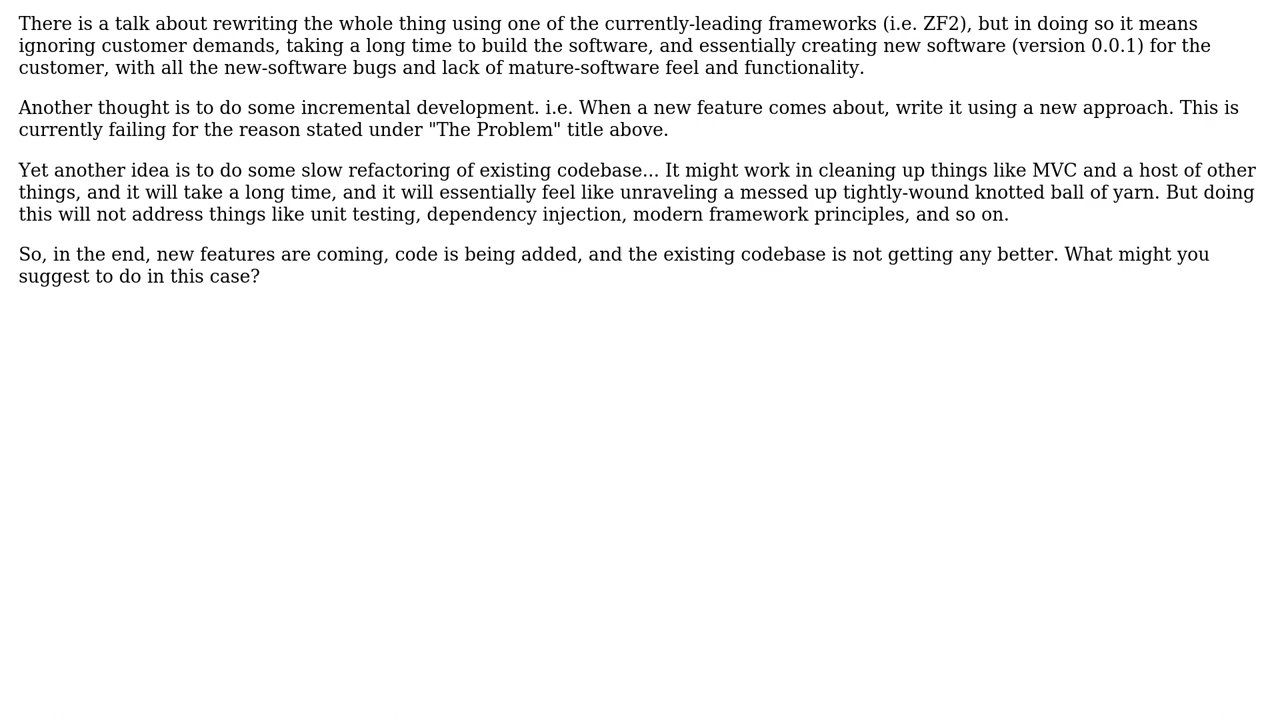 There is a talk about rewriting the whole thing using one of the currently-leading frameworks (i.e. ZF2), but in doing so it means
ignoring customer demands, taking a long time to build the software, and essentially creating new software (version 0.0.1) for the
customer, with all the new-software bugs and lack of mature-software feel and functionality.
Another thought is to do some incremental development. i.e. When a new feature comes about, write it using a new approach. This is
currently failing for the reason stated under "The Problem" title above.
Yet another idea is to do some slow refactoring of existing codebase... It might work in cleaning up things like MVC and a host of other
things, and it will take a long time, and it will essentially feel like unraveling a messed up tightly-wound knotted ball of yarn. But doing
this will not address things like unit testing, dependency injection, modern framework principles, and so on.
So, in the end, new features are coming, code is being added, and the existing codebase is not getting any better. What might you
suggest to do in this case?